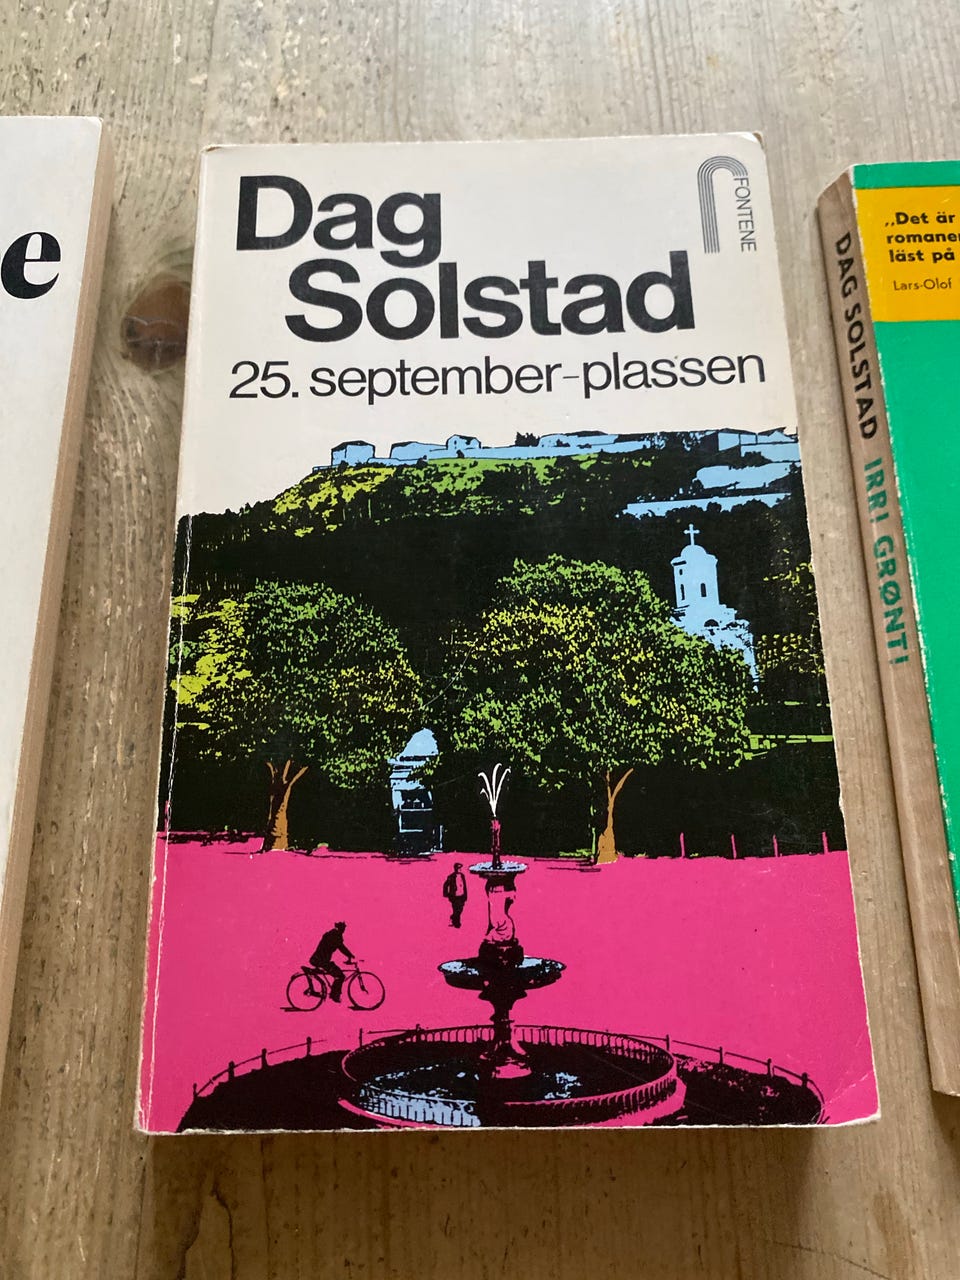 e
Dag
Solstad
25. september-plassen
FONTENE
DAG SOLSTAD IRR! GRØNT!
„Det är
romanen
läst på
Lars-Olof